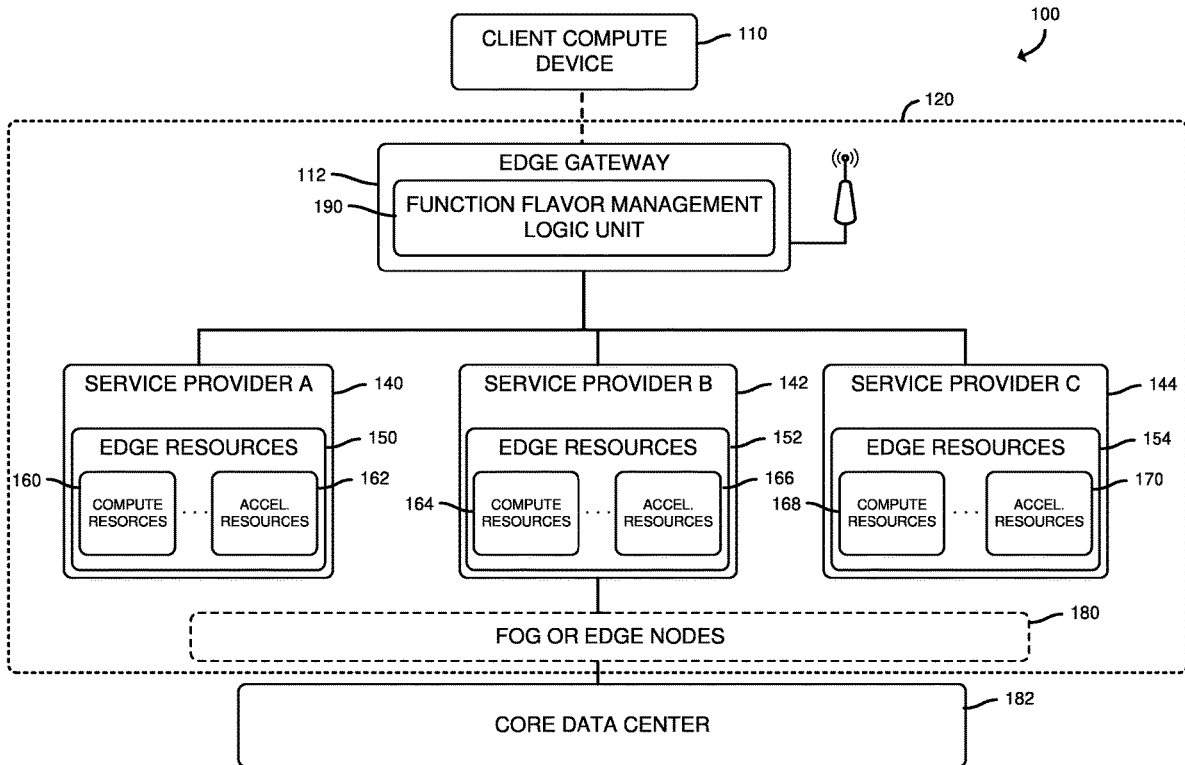 CLIENT COMPUTE
DEVICE
110
100
120
EDGE GATEWAY
112
190
FUNCTION FLAVOR MANAGEMENT
LOGIC UNIT
SERVICE PROVIDER A
140
EDGE RESOURCES
150
160
COMPUTE
RESORCES
. . .
ACCEL.
RESOURCES
162
SERVICE PROVIDER B
142
EDGE RESOURCES
152
164
COMPUTE
RESOURCES
. . .
ACCEL.
RESOURCES
166
SERVICE PROVIDER C
144
EDGE RESOURCES
154
168
COMPUTE
RESOURCES
. . .
ACCEL.
RESOURCES
170
FOG OR EDGE NODES
180
CORE DATA CENTER
182